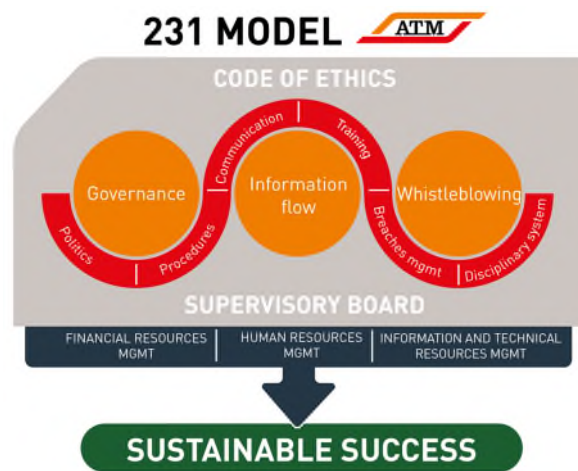 231 MODEL ATM
CODE OF ETHICS
Communication
Training
Governance
Information
flow
Whistleblowing
Politics
Procedures
Breaches mgmt
Disciplinary system
SUPERVISORY BOARD
FINANCIAL RESOURCES
MGMT
HUMAN RESOURCES
MGMT
INFORMATION AND TECHNICAL
RESOURCES MGMT
SUSTAINABLE SUCCESS